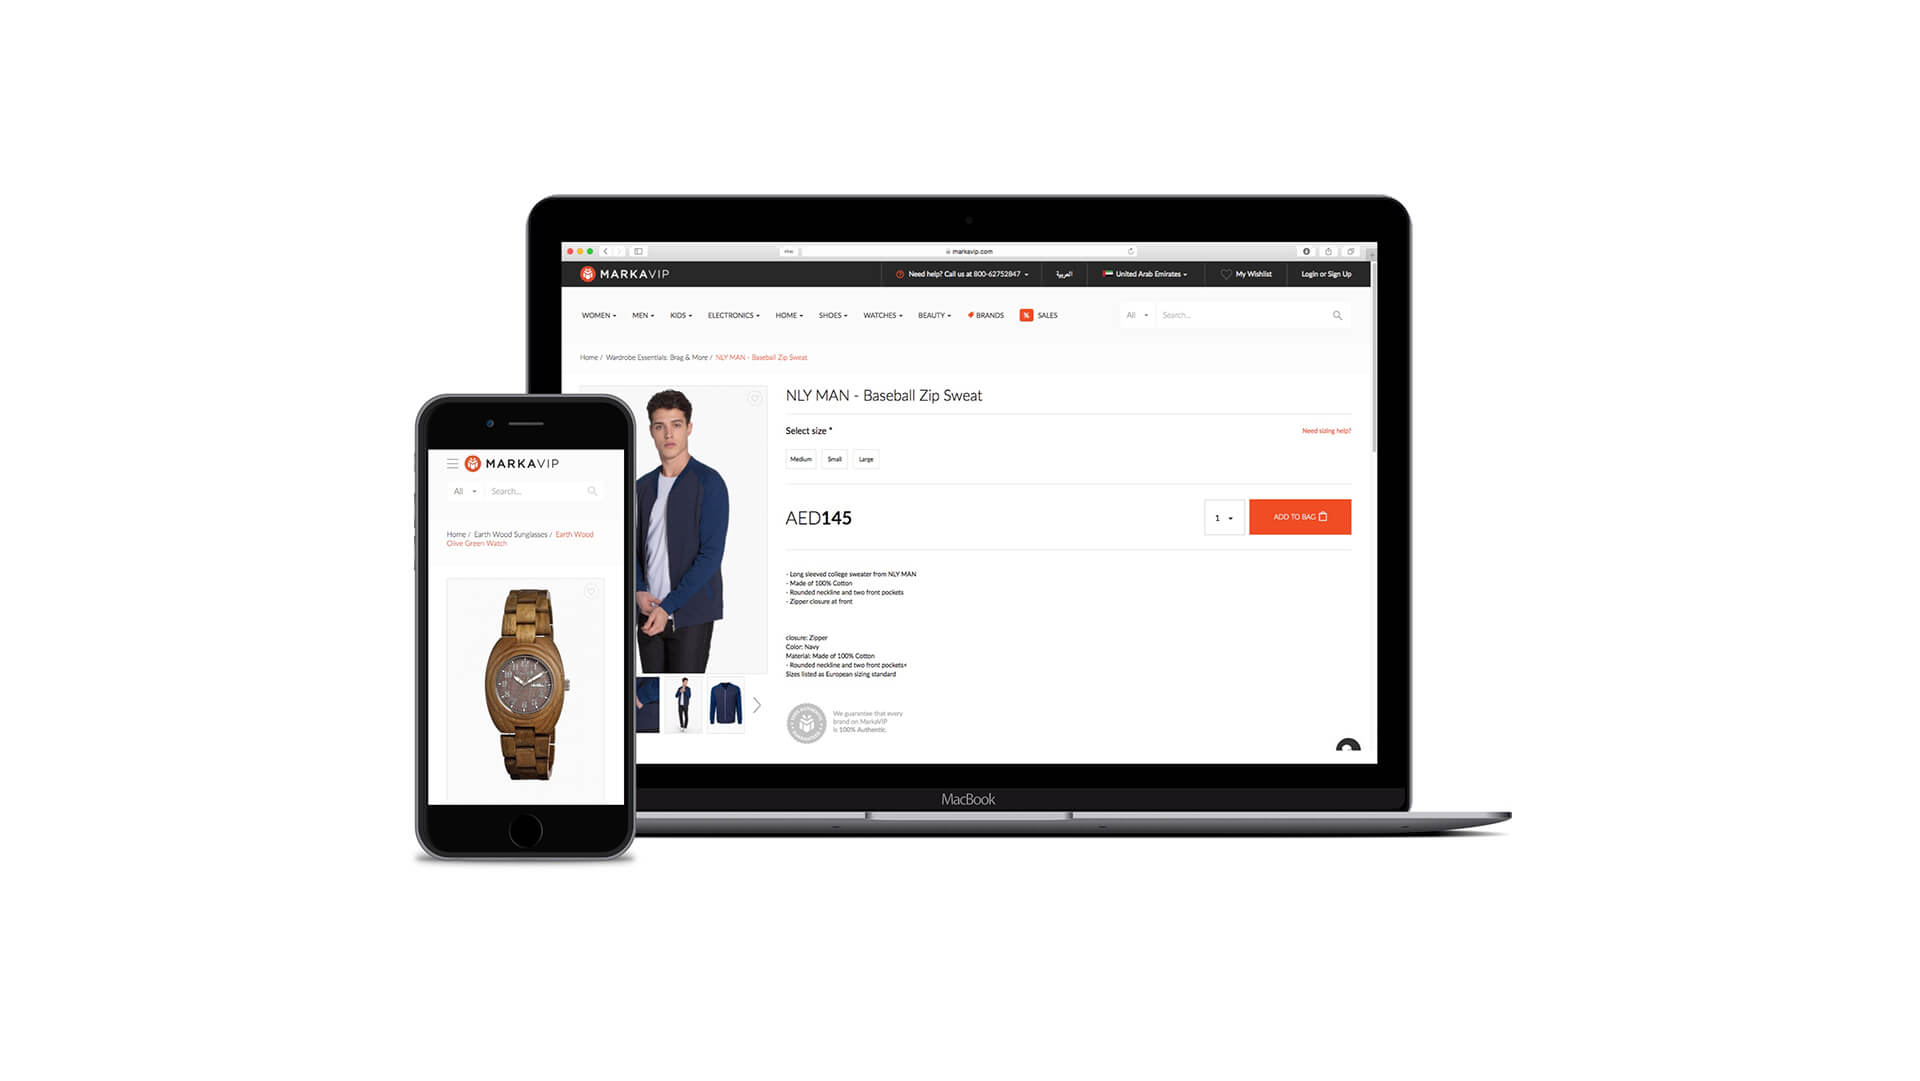 markavip.com
MARKAVIP
Need help? Call us at 800-62752847
العربية
United Arab Emirates
My Wishlist
Login or Sign Up
WOMEN
MEN
KIDS
ELECTRONICS
HOME
SHOES
WATCHES
BEAUTY
BRANDS
% SALES
All
Search...
Home / Wardrobe Essentials: Brag & More / NLY MAN - Baseball Zip Sweat
NLY MAN - Baseball Zip Sweat
Select size *
Need sizing help?
Medium
Small
Large
AED145
1
ADD TO BAG
- Long sleeved college sweater from NLY MAN
- Made of 100% Cotton
- Rounded neckline and two front pockets
- Zipper closure at front
closure: Zipper
Color: Navy
Material: Made of 100% Cotton
- Rounded neckline and two front pockets•
Sizes listed as European sizing standard
We guarantee that every
brand on MarkaVIP
is 100% Authentic.
MacBook
MARKAVIP
All
Search...
Home / Earth Wood Sunglasses / Earth Wood
Olive Green Watch